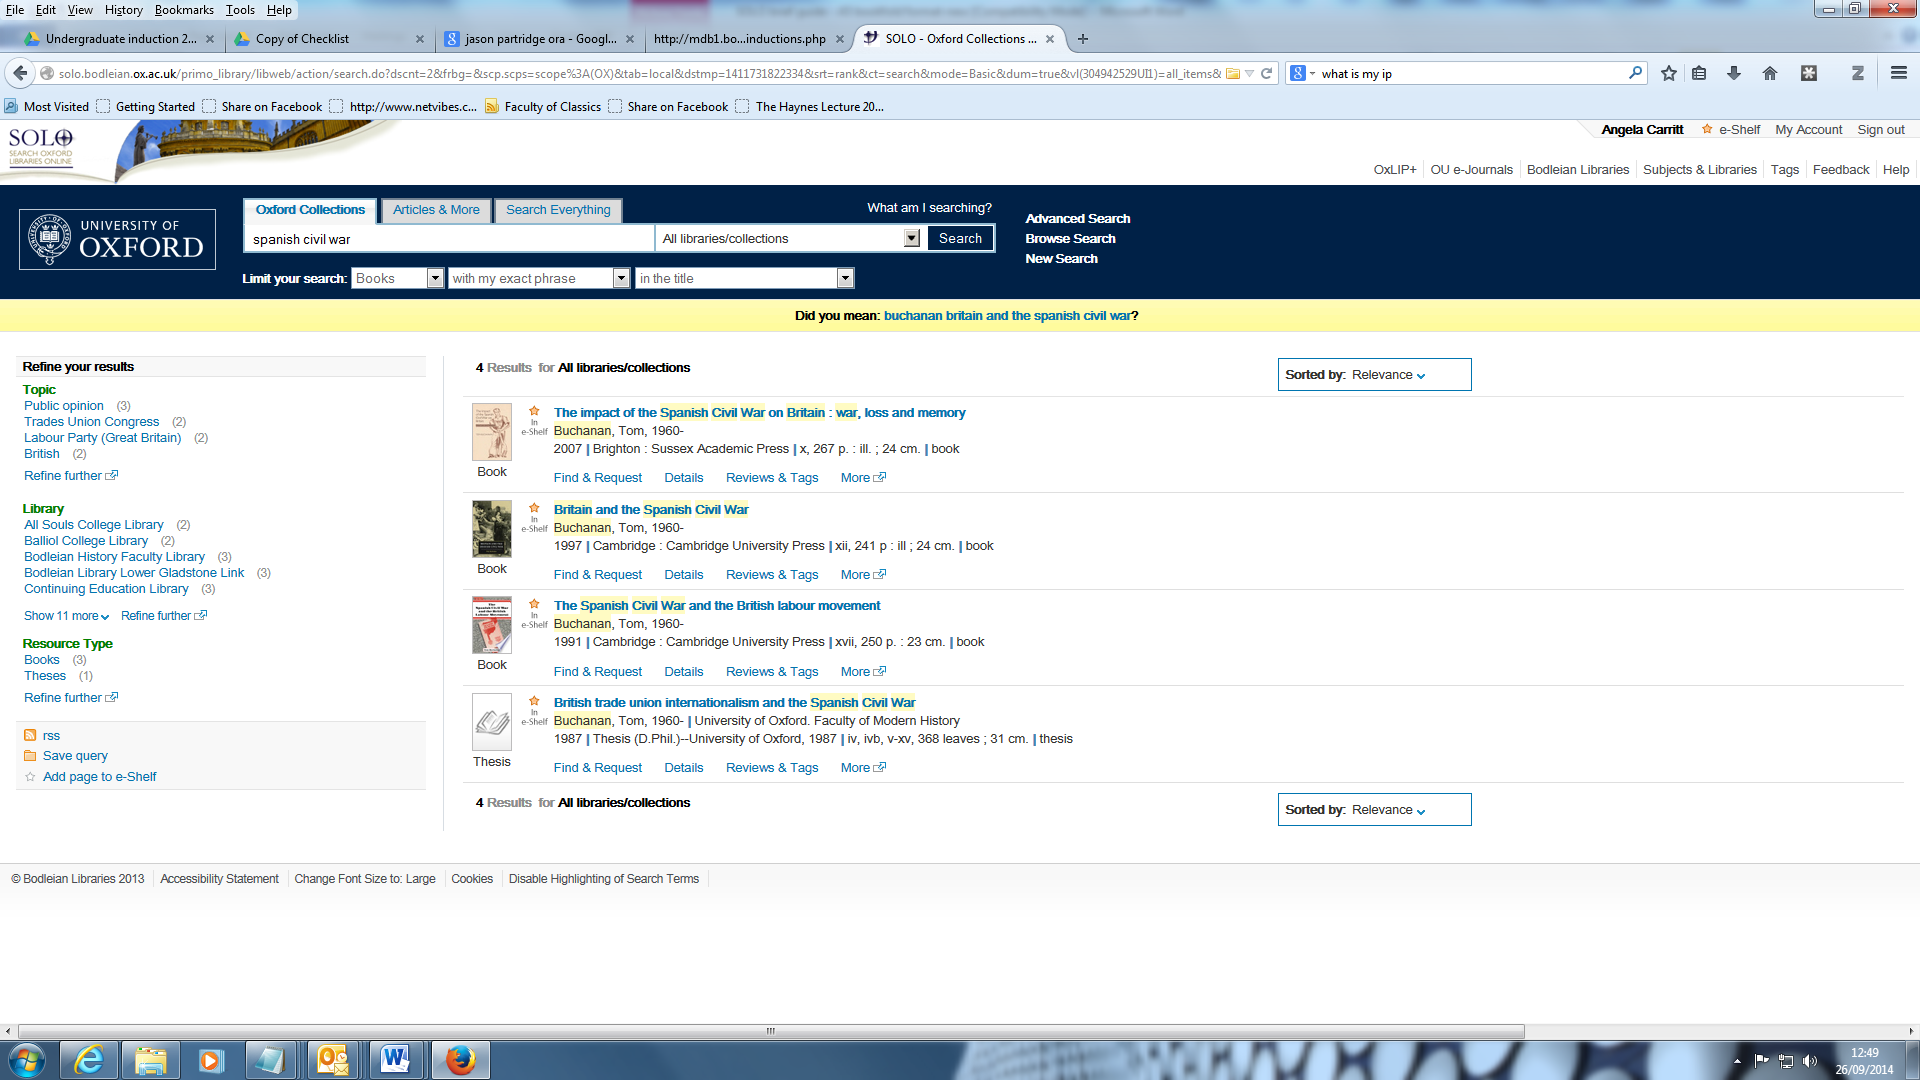 File Edit View History Bookmarks Tools Help
Undergraduate induction 2...
Copy of Checklist
jason partridge ora - Googl...
http://mdb1.bo...inductions.php
SOLO - Oxford Collections ...
solo.bodleian.ox.ac.uk/primo_library/libweb/action/search.do?dscnt=2&frbg=&scp.scps=scope%3A(OX)&tab=local&dstmp=1411731822334&srt=rank&ct=search&mode=Basic&dum=true&vl(304942529UI1)=all_items&
what is my ip
Most Visited Getting Started Share on Facebook http://www.netvibes.c... Faculty of Classics Share on Facebook The Haynes Lecture 20...
SOLO
SEARCH OXFORD
LIBRARIES ONLINE
Angela Carritt e-Shelf My Account Sign out
OxLIP+ OU e-Journals Bodleian Libraries Subjects & Libraries Tags Feedback Help
UNIVERSITY OF
OXFORD
Oxford Collections Articles & More Search Everything What am I searching?
spanish civil war All libraries/collections Search
Limit your search: Books with my exact phrase in the title
Advanced Search
Browse Search
New Search
Did you mean: buchanan britain and the spanish civil war?
Refine your results
Topic
Public opinion (3)
Trades Union Congress (2)
Labour Party (Great Britain) (2)
British (2)
Refine further
Library
All Souls College Library (2)
Balliol College Library (2)
Bodleian History Faculty Library (3)
Bodleian Library Lower Gladstone Link (3)
Continuing Education Library (3)
Show 11 more Refine further
Resource Type
Books (3)
Theses (1)
Refine further
rss
Save query
Add page to e-Shelf
4 Results for All libraries/collections
Sorted by: Relevance
Book
In
e-Shelf
The impact of the Spanish Civil War on Britain : war, loss and memory
Buchanan, Tom, 1960-
2007 | Brighton : Sussex Academic Press | x, 267 p. : ill. ; 24 cm. | book
Find & Request Details Reviews & Tags More
Book
In
e-Shelf
Britain and the Spanish Civil War
Buchanan, Tom, 1960-
1997 | Cambridge : Cambridge University Press | xii, 241 p : ill ; 24 cm. | book
Find & Request Details Reviews & Tags More
Book
In
e-Shelf
The Spanish Civil War and the British labour movement
Buchanan, Tom, 1960-
1991 | Cambridge : Cambridge University Press | xvii, 250 p. : 23 cm. | book
Find & Request Details Reviews & Tags More
Thesis
In
e-Shelf
British trade union internationalism and the Spanish Civil War
Buchanan, Tom, 1960- | University of Oxford. Faculty of Modern History
1987 | Thesis (D.Phil.)--University of Oxford, 1987 | iv, ivb, v-xv, 368 leaves ; 31 cm. | thesis
Find & Request Details Reviews & Tags More
4 Results for All libraries/collections
Sorted by: Relevance
© Bodleian Libraries 2013 Accessibility Statement Change Font Size to: Large Cookies Disable Highlighting of Search Terms
12:49
26/09/2014